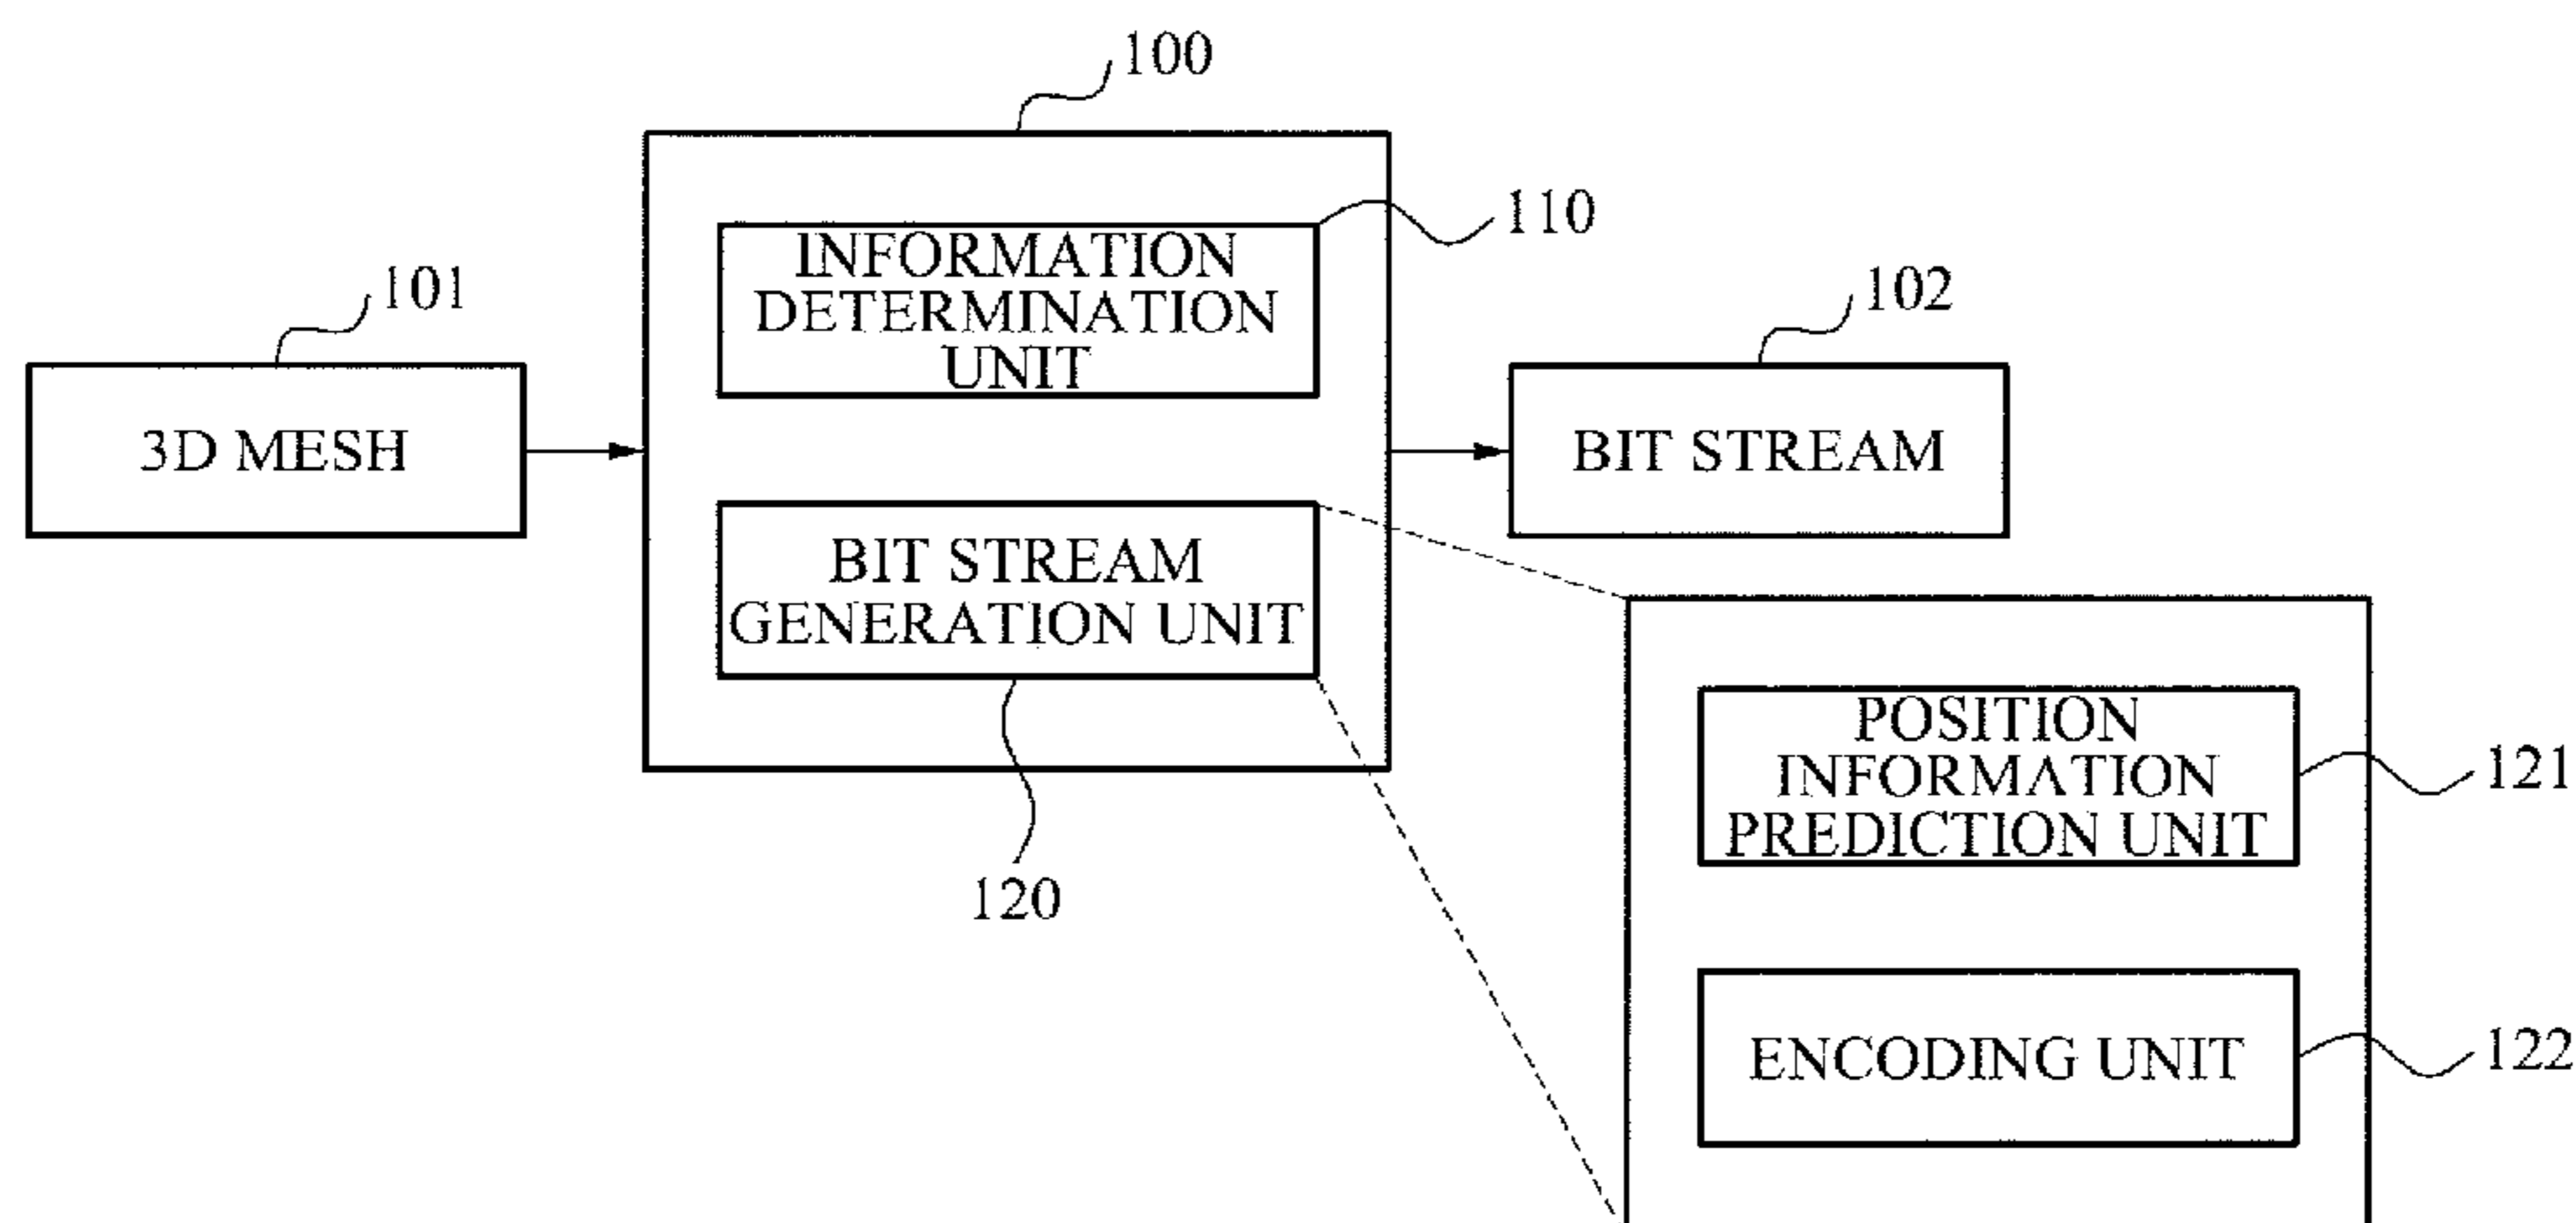 100
110
INFORMATION
DETERMINATION
UNIT
101
102
3D MESH
BIT STREAM
BIT STREAM
GENERATION UNIT
120
POSITION
INFORMATION
PREDICTION UNIT
121
ENCODING UNIT
122